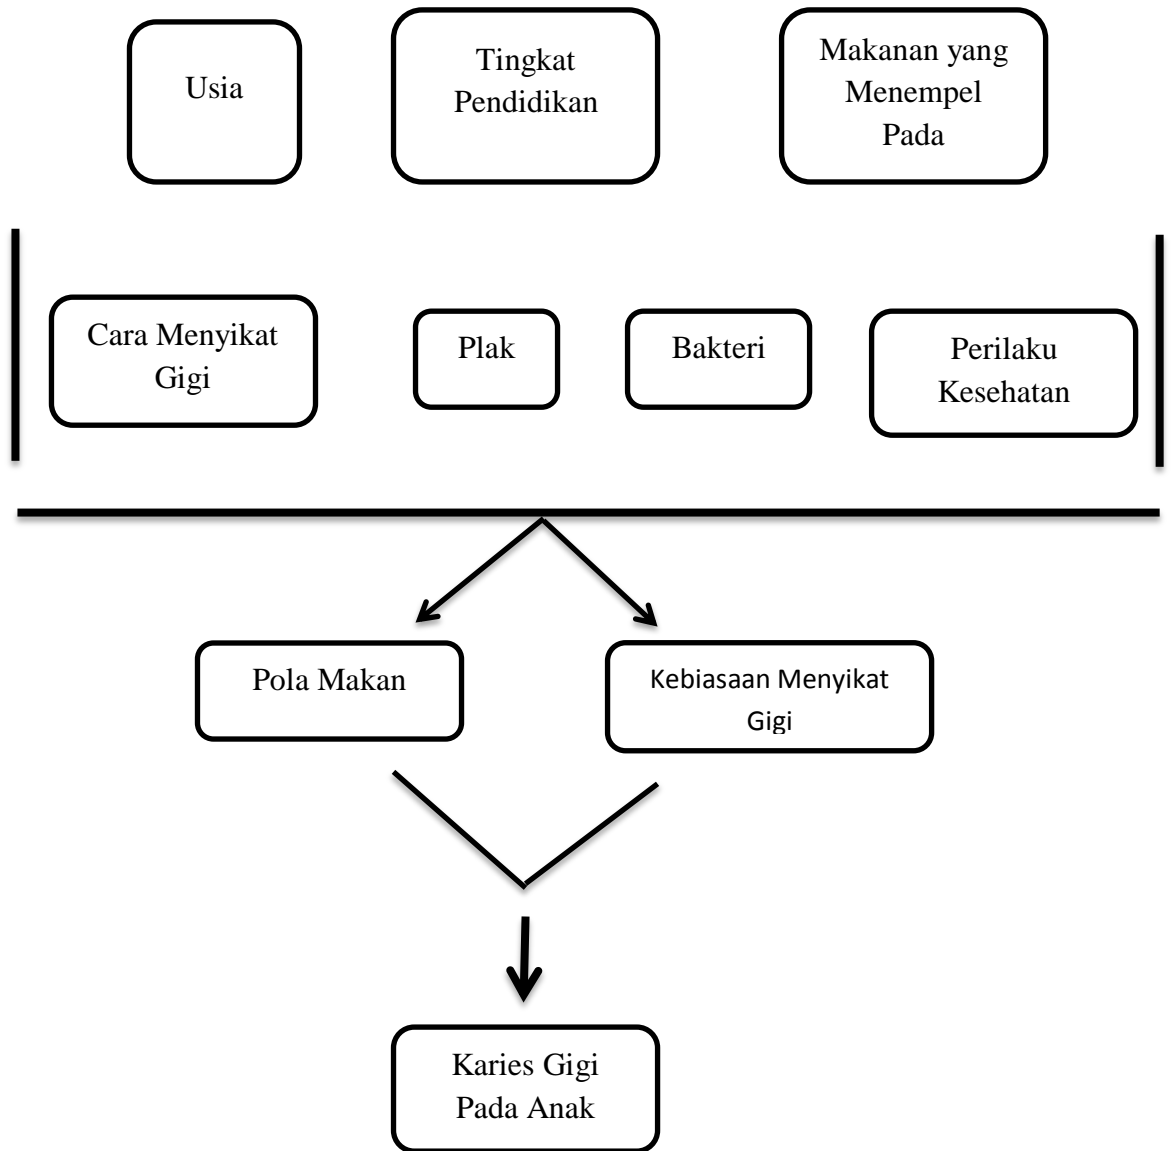 Usia
Tingkat
Pendidikan
Makanan yang
Menempel
Pada
Cara Menyikat
Gigi
Plak
Bakteri
Perilaku
Kesehatan
Pola Makan
Kebiasaan Menyikat
Gigi
Karies Gigi
Pada Anak